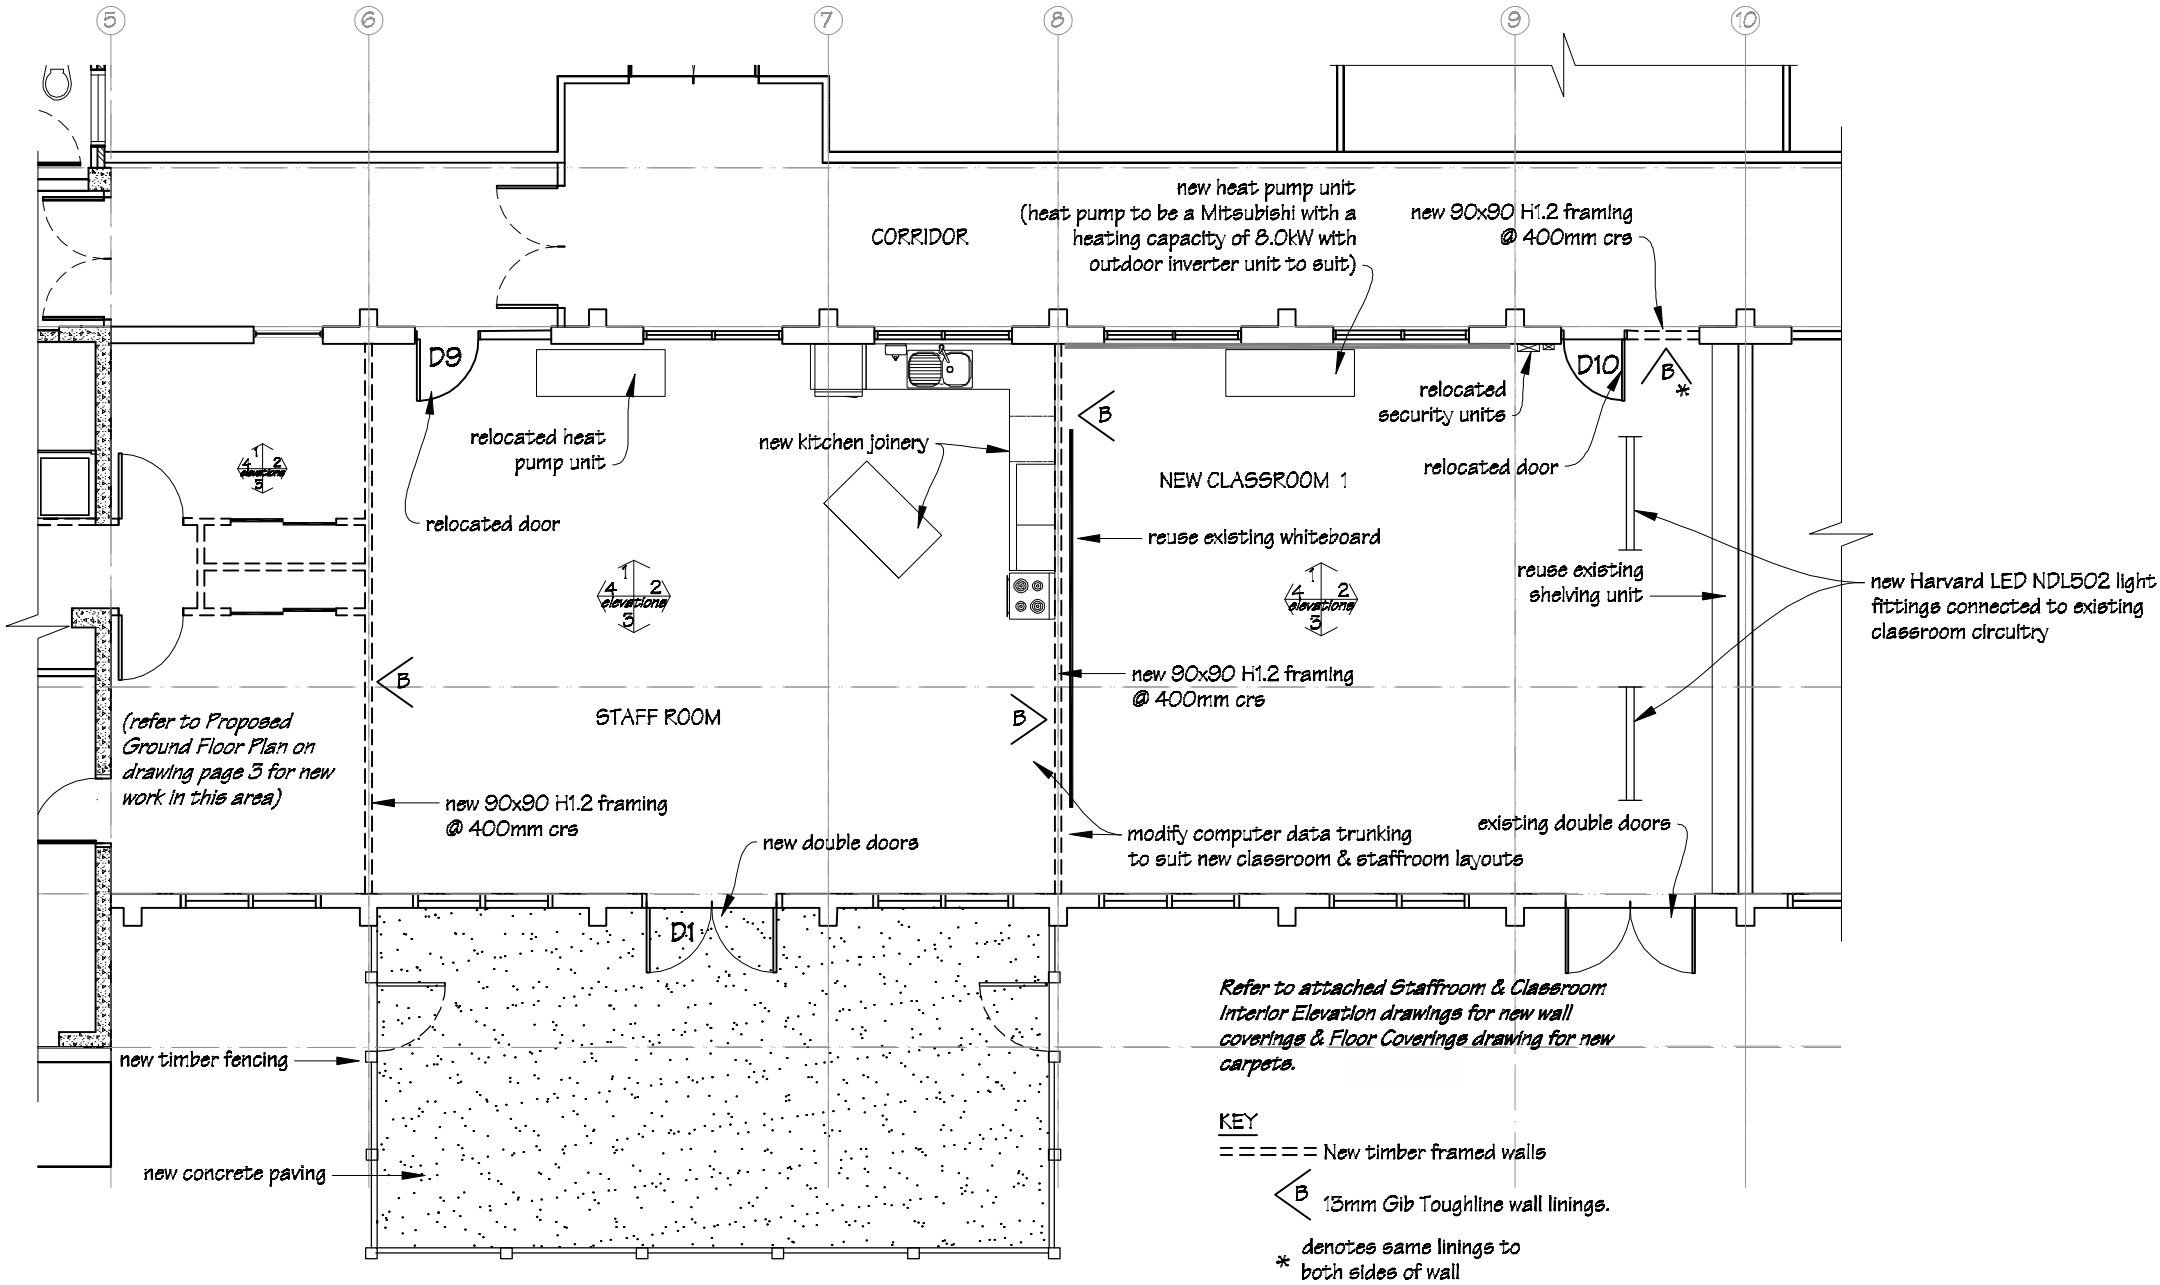 5
6
7
8
9
10
CORRIDOR
new heat pump unit
(heat pump to be a Mitsubishi with a
heating capacity of 8.0kW with
outdoor inverter unit to suit)
new 90x90 H1.2 framing
@ 400mm crs
D9
D10
B
*
relocated heat
pump unit
new kitchen joinery
B
relocated
security units
relocated door
1
4 2
elevations
3
relocated door
NEW CLASSROOM 1
reuse existing whiteboard
1
4 2
elevations
3
1
4 2
elevations
3
reuse existing
shelving unit
new Harvard LED NDL502 light
fittings connected to existing
classroom circuitry
B
new 90x90 H1.2 framing
@ 400mm crs
STAFF ROOM
B
(refer to Proposed
Ground Floor Plan on
drawing page 3 for new
work in this area)
new 90x90 H1.2 framing
@ 400mm crs
new double doors
modify computer data trunking
to suit new classroom & staffroom layouts
existing double doors
D1
Refer to attached Staffroom & Classroom
Interior Elevation drawings for new wall
coverings & Floor Coverings drawing for new
carpets.
new timber fencing
new concrete paving
KEY
New timber framed walls
B 13mm Gib Toughline wall linings.
* denotes same linings to
both sides of wall